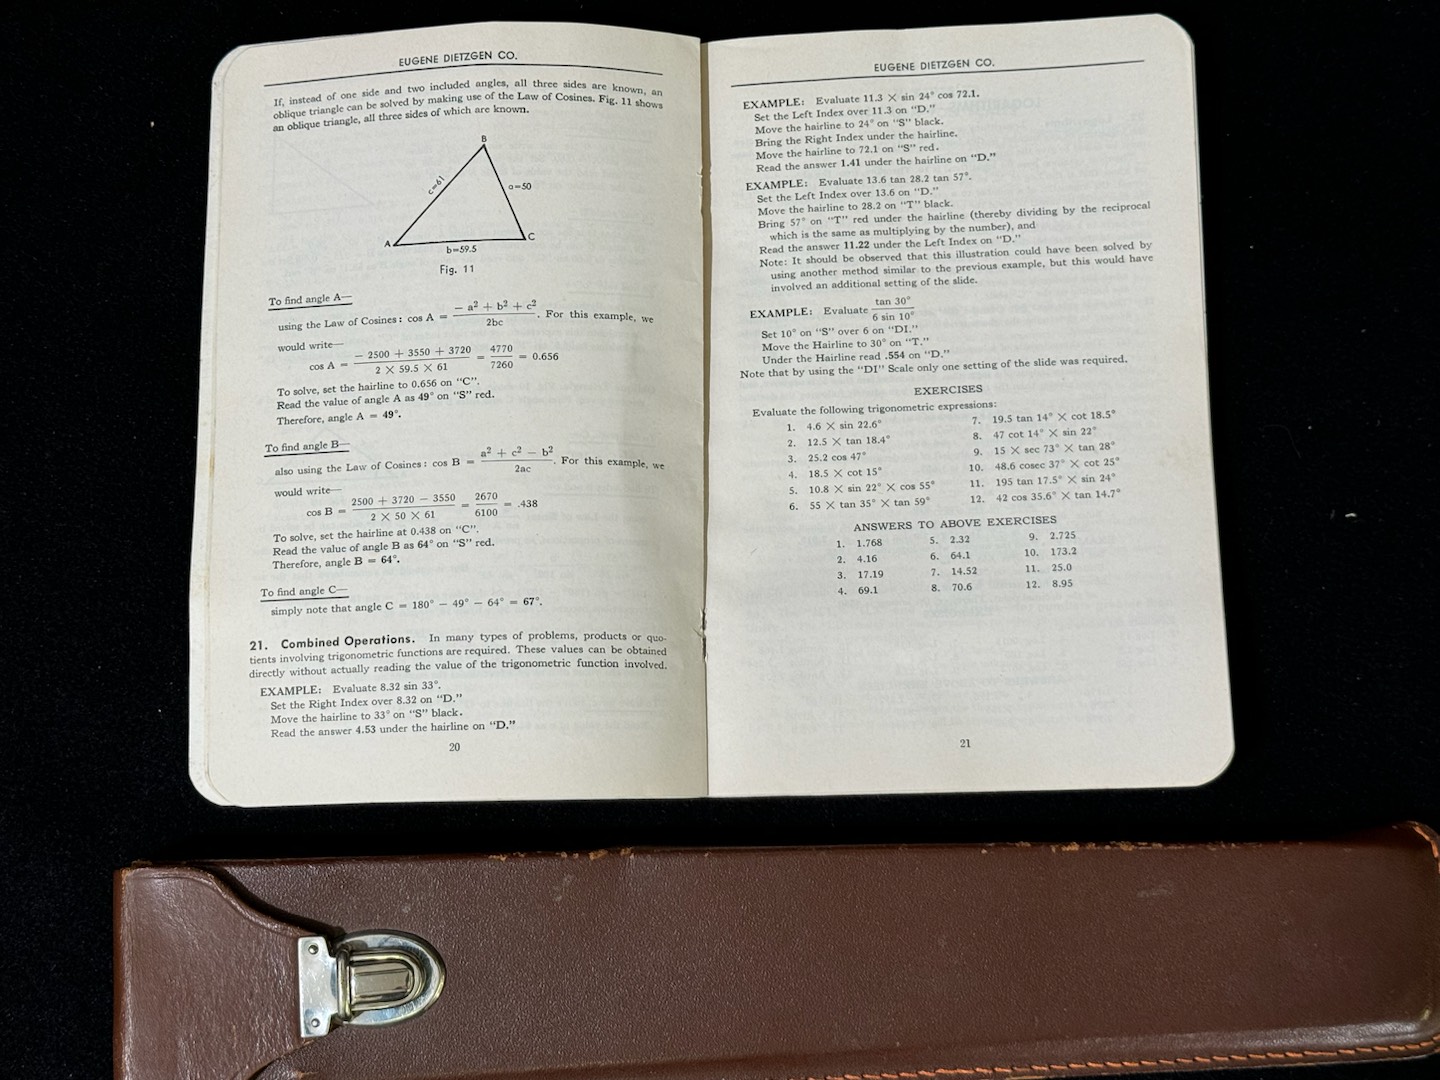 EUGENE DIETZGEN CO.
If, instead of one side and two included angles, all three sides are known, an
oblique triangle can be solved by making use of the Law of Cosines. Fig. 11 shows
an oblique triangle, all three sides of which are known.
B
c=61
a=50
A
C
b=59.5
Fig. 11
To find angle A—
using the Law of Cosines: cos A = (− a² + b² + c²) / 2bc. For this example, we
would write—
cos A = (− 2500 + 3550 + 3720) / (2 × 59.5 × 61) = 4770 / 7260 = 0.656
To solve, set the hairline to 0.656 on "C".
Read the value of angle A as 49° on "S" red.
Therefore, angle A = 49°.
To find angle B—
also using the Law of Cosines: cos B = (a² + c² − b²) / 2ac. For this example, we
would write—
cos B = (2500 + 3720 − 3550) / (2 × 50 × 61) = 2670 / 6100 = .438
To solve, set the hairline at 0.438 on "C".
Read the value of angle B as 64° on "S" red.
Therefore, angle B = 64°.
To find angle C—
simply note that angle C = 180° − 49° − 64° = 67°.
21. Combined Operations. In many types of problems, products or quo-
tients involving trigonometric functions are required. These values can be obtained
directly without actually reading the value of the trigonometric function involved.
EXAMPLE: Evaluate 8.32 sin 33°.
Set the Right Index over 8.32 on "D."
Move the hairline to 33° on "S" black.
Read the answer 4.53 under the hairline on "D."
20
EUGENE DIETZGEN CO.
EXAMPLE: Evaluate 11.3 × sin 24° cos 72.1.
Set the Left Index over 11.3 on "D."
Move the hairline to 24° on "S" black.
Bring the Right Index under the hairline.
Move the hairline to 72.1 on "S" red.
Read the answer 1.41 under the hairline on "D."
EXAMPLE: Evaluate 13.6 tan 28.2 tan 57°.
Set the Left Index over 13.6 on "D."
Move the hairline to 28.2 on "T" black.
Bring 57° on "T" red under the hairline (thereby dividing by the reciprocal
which is the same as multiplying by the number), and
Read the answer 11.22 under the Left Index on "D."
Note: It should be observed that this illustration could have been solved by
using another method similar to the previous example, but this would have
involved an additional setting of the slide.
EXAMPLE: Evaluate tan 30° / 6 sin 10°
Set 10° on "S" over 6 on "DI."
Move the Hairline to 30° on "T."
Under the Hairline read .554 on "D."
Note that by using the "DI" Scale only one setting of the slide was required.
EXERCISES
Evaluate the following trigonometric expressions:
1. 4.6 × sin 22.6°
2. 12.5 × tan 18.4°
3. 25.2 cos 47°
4. 18.5 × cot 15°
5. 10.8 × sin 22° × cos 55°
6. 55 × tan 35° × tan 59°
7. 19.5 tan 14° × cot 18.5°
8. 47 cot 14° × sin 22°
9. 15 × sec 73° × tan 28°
10. 48.6 cosec 37° × cot 25°
11. 195 tan 17.5° × sin 24°
12. 42 cos 35.6° × tan 14.7°
ANSWERS TO ABOVE EXERCISES
1. 1.768
2. 4.16
3. 17.19
4. 69.1
5. 2.32
6. 64.1
7. 14.52
8. 70.6
9. 2.725
10. 173.2
11. 25.0
12. 8.95
21